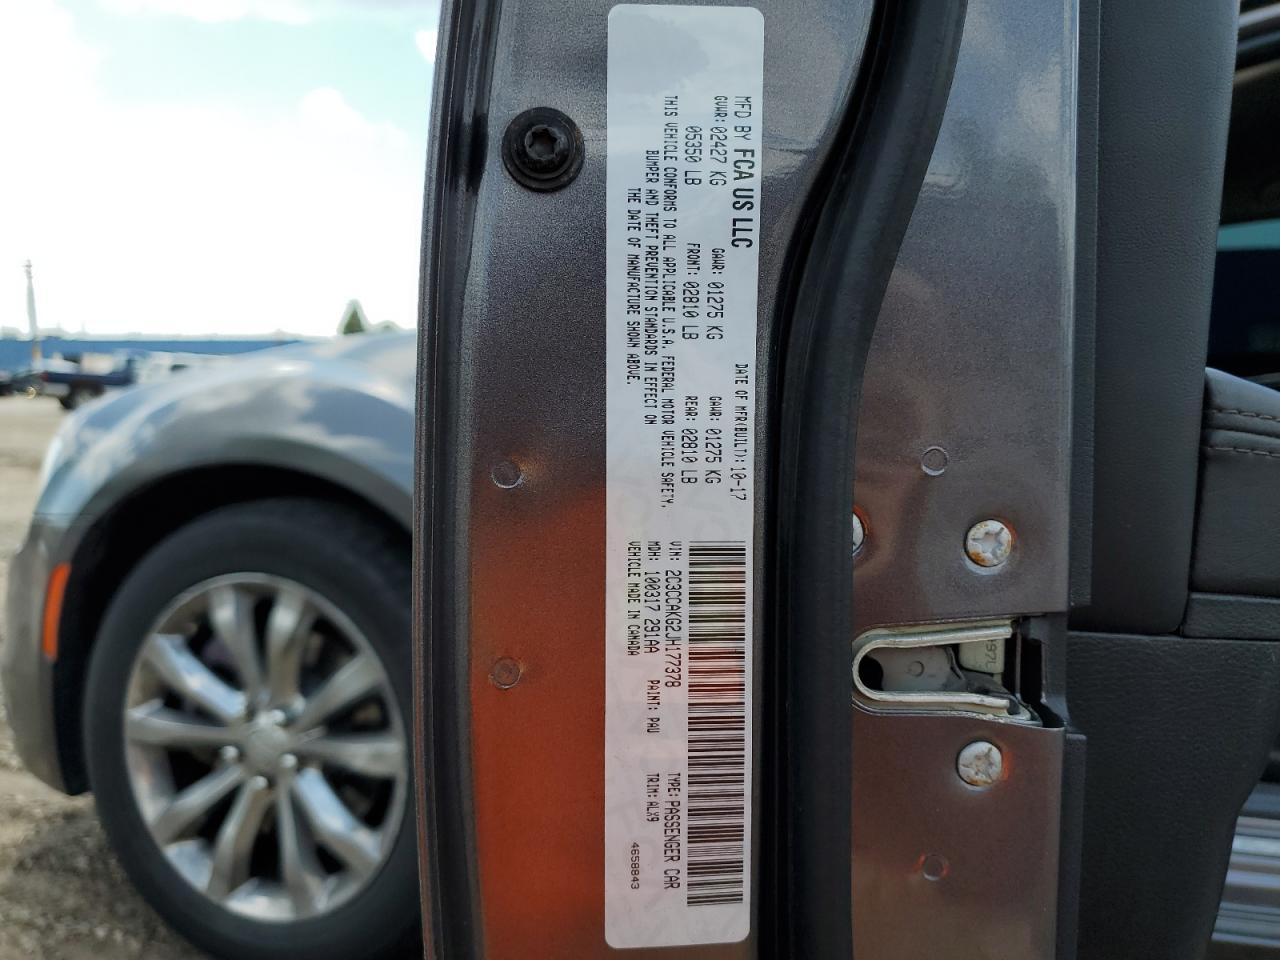 MFD BY FCA US LLC
DATE OF MFR(BUILT): 10-17
GVWR: 02427 KG
GAWR: 01275 KG
GAWR: 01275 KG
05350 LB
FRONT: 02810 LB
REAR: 02810 LB
THIS VEHICLE CONFORMS TO ALL APPLICABLE U.S.A. FEDERAL MOTOR VEHICLE SAFETY,
BUMPER AND THEFT PREVENTION STANDARDS IN EFFECT ON
THE DATE OF MANUFACTURE SHOWN ABOVE.
VIN: 2C3CCAKG2JH177378
TYPE: PASSENGER CAR
MDH: 100317 291AA
PAINT: PAU
TRIM: ALX9
VEHICLE MADE IN CANADA
4658843